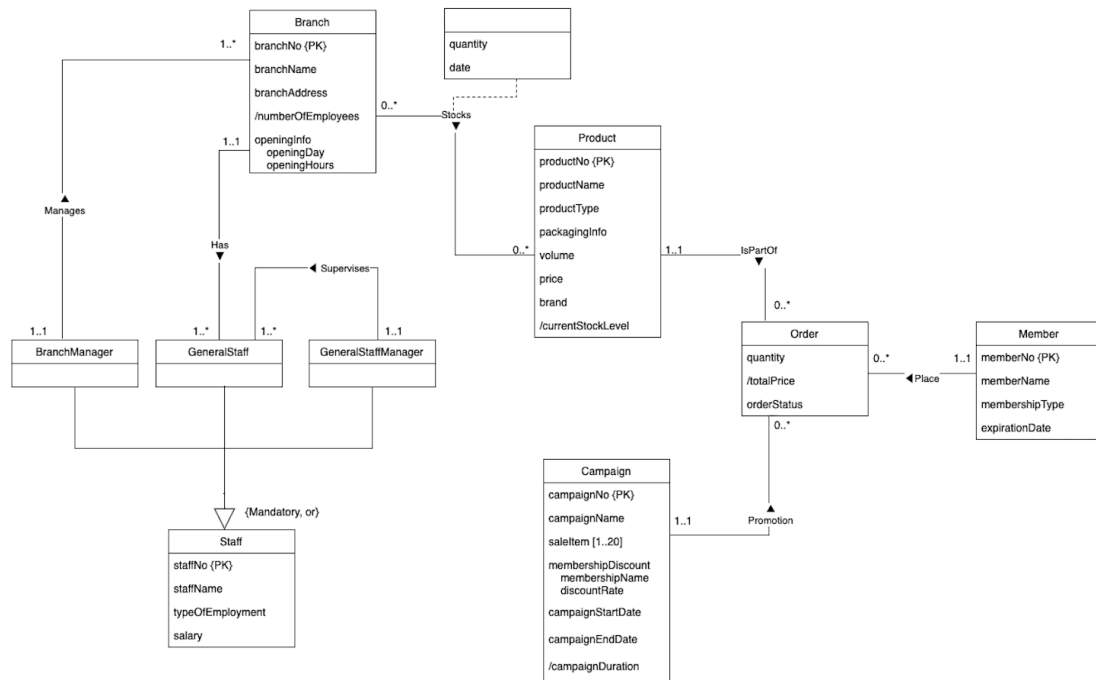 Branch
branchNo {PK}
branchName
branchAddress
/numberOfEmployees
openingInfo
openingDay
openingHours
1..*
1..1
0..*
quantity
date
Stocks
Manages
Has
Supervises
0..*
Product
productNo {PK}
productName
productType
packagingInfo
volume
price
brand
/currentStockLevel
1..1
IsPartOf
0..*
1..1
1..*
1..*
1..1
BranchManager
GeneralStaff
GeneralStaffManager
Order
quantity
/totalPrice
orderStatus
0..*
1..1
Place
Member
memberNo {PK}
memberName
membershipType
expirationDate
0..*
Promotion
1..1
Campaign
campaignNo {PK}
campaignName
saleItem [1..20]
membershipDiscount
membershipName
discountRate
campaignStartDate
campaignEndDate
/campaignDuration
{Mandatory, or}
Staff
staffNo {PK}
staffName
typeOfEmployment
salary